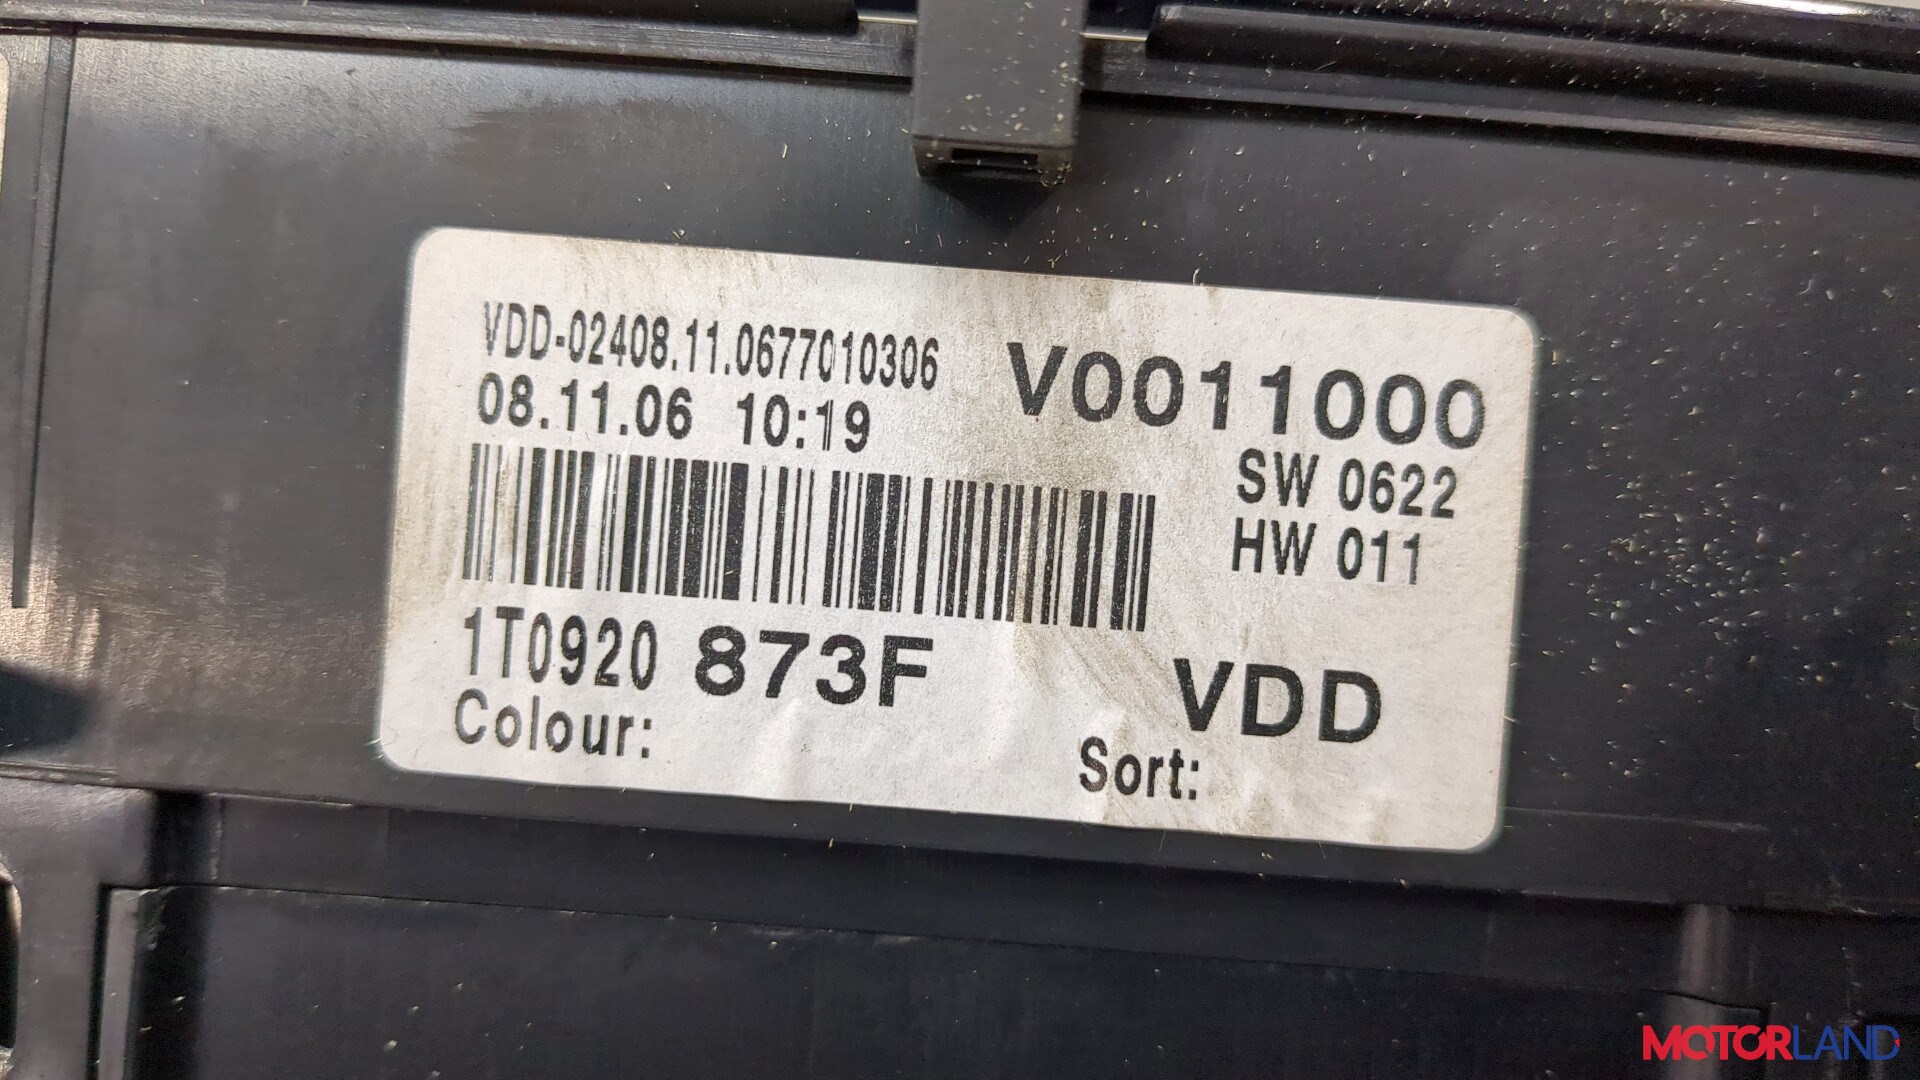 VDD-02408.11.0677010306
08.11.06 10:19
V0011000
SW 0622
HW 011
1T0920 873F
VDD
Colour:
Sort:
MOTORLAND